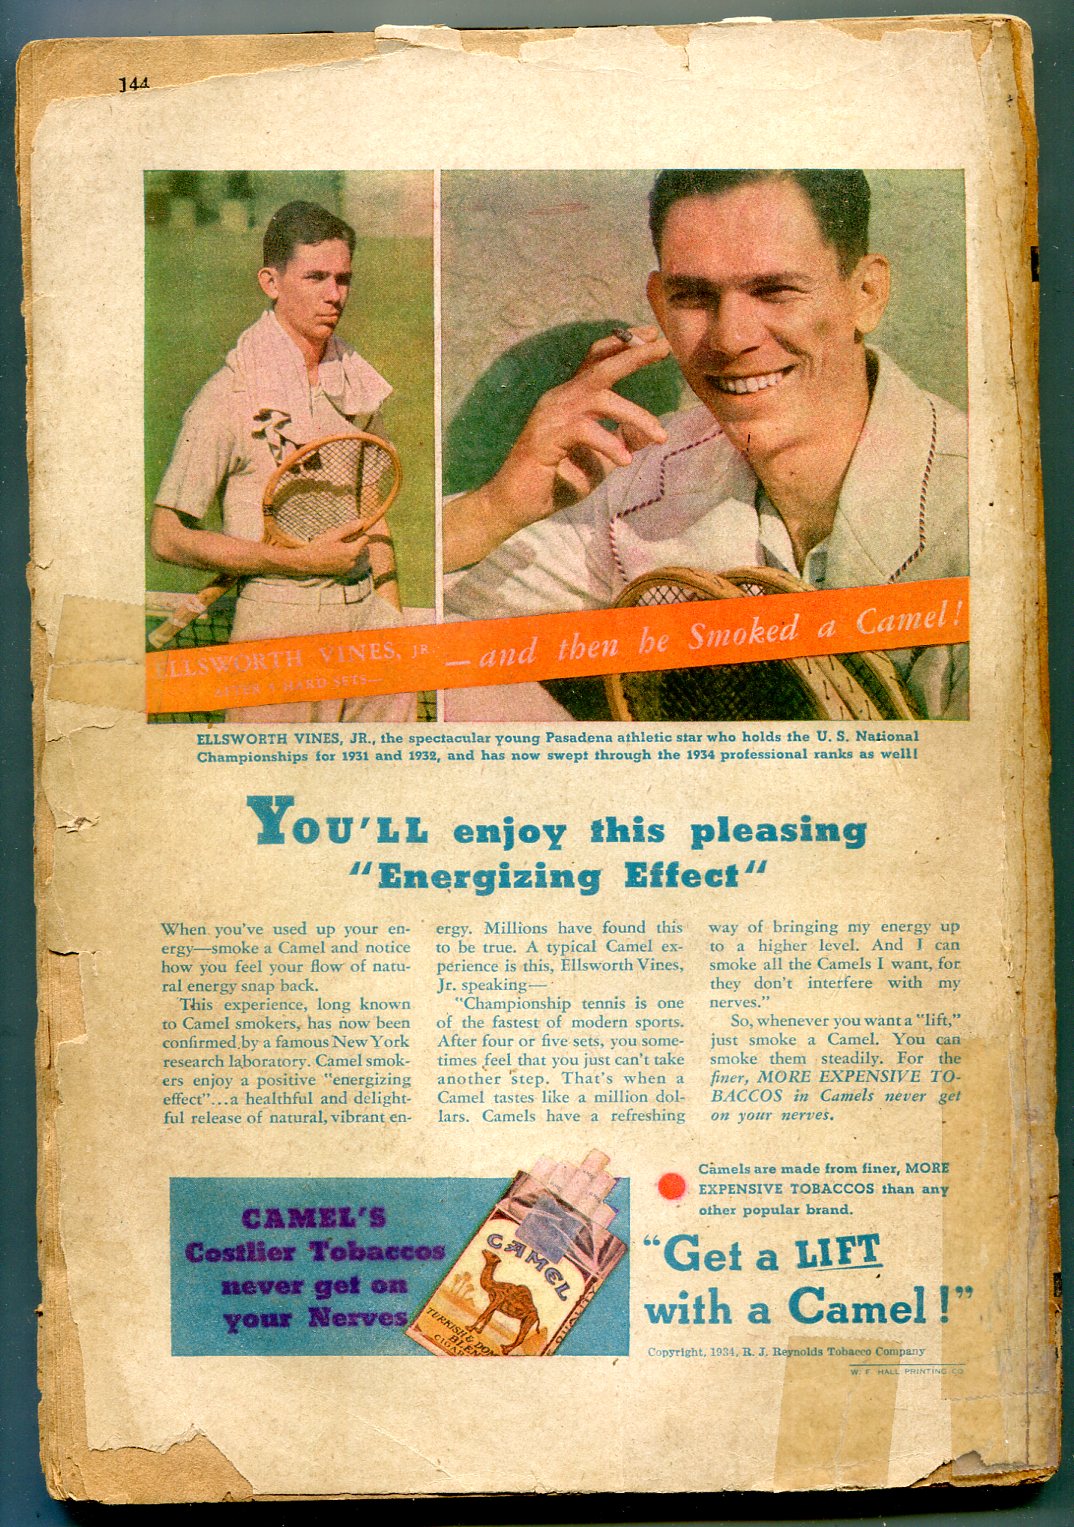 144
ELLSWORTH VINES, JR.
AFTER 5 HARD SETS—
—and then he Smoked a Camel!
ELLSWORTH VINES, JR., the spectacular young Pasadena athletic star who holds the U. S. National
Championships for 1931 and 1932, and has now swept through the 1934 professional ranks as well!
YOU'LL enjoy this pleasing
"Energizing Effect"
When you've used up your en-
ergy—smoke a Camel and notice
how you feel your flow of natu-
ral energy snap back.
This experience, long known
to Camel smokers, has now been
confirmed by a famous New York
research laboratory. Camel smok-
ers enjoy a positive "energizing
effect"...a healthful and delight-
ful release of natural, vibrant en-
ergy. Millions have found this
to be true. A typical Camel ex-
perience is this, Ellsworth Vines,
Jr. speaking—
"Championship tennis is one
of the fastest of modern sports.
After four or five sets, you some-
times feel that you just can't take
another step. That's when a
Camel tastes like a million dol-
lars. Camels have a refreshing
way of bringing my energy up
to a higher level. And I can
smoke all the Camels I want, for
they don't interfere with my
nerves."
So, whenever you want a "lift,"
just smoke a Camel. You can
smoke them steadily. For the
finer, MORE EXPENSIVE TO-
BACCOS in Camels never get
on your nerves.
CAMEL'S
Costlier Tobaccos
never get on
your Nerves
CAMEL
TURKISH & DOM
BLEN
CIGAR
QUALITY
Camels are made from finer, MORE
EXPENSIVE TOBACCOS than any
other popular brand.
"Get a LIFT
with a Camel!"
Copyright, 1934, R. J. Reynolds Tobacco Company
W. F. HALL PRINTING CO.